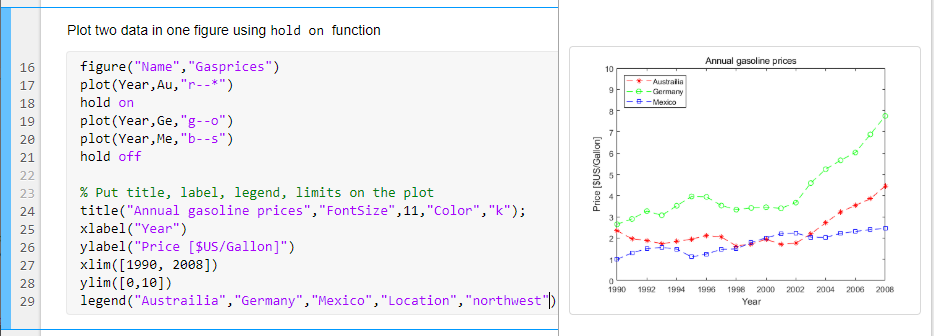 Plot two data in one figure using hold on function
16 figure("Name","Gasprices")
17 plot(Year,Au,"r--*")
18 hold on
19 plot(Year,Ge,"g--o")
20 plot(Year,Me,"b--s")
21 hold off
22
23 % Put title, label, legend, limits on the plot
24 title("Annual gasoline prices","FontSize",11,"Color","k");
25 xlabel("Year")
26 ylabel("Price [$US/Gallon]")
27 xlim([1990, 2008])
28 ylim([0,10])
29 legend("Austrailia","Germany","Mexico","Location","northwest")
Annual gasoline prices
10
9
8
7
6
5
4
3
2
1
0
Price [$US/Gallon]
Austrailia
Germany
Mexico
1990 1992 1994 1996 1998 2000 2002 2004 2006 2008
Year